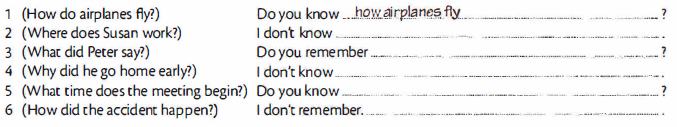 1 (How do airplanes fly?) Do you know how airplanes fly ?
2 (Where does Susan work?) I don't know
3 (What did Peter say?) Do you remember ?
4 (Why did he go home early?) I don't know
5 (What time does the meeting begin?) Do you know ?
6 (How did the accident happen?) I don't remember.